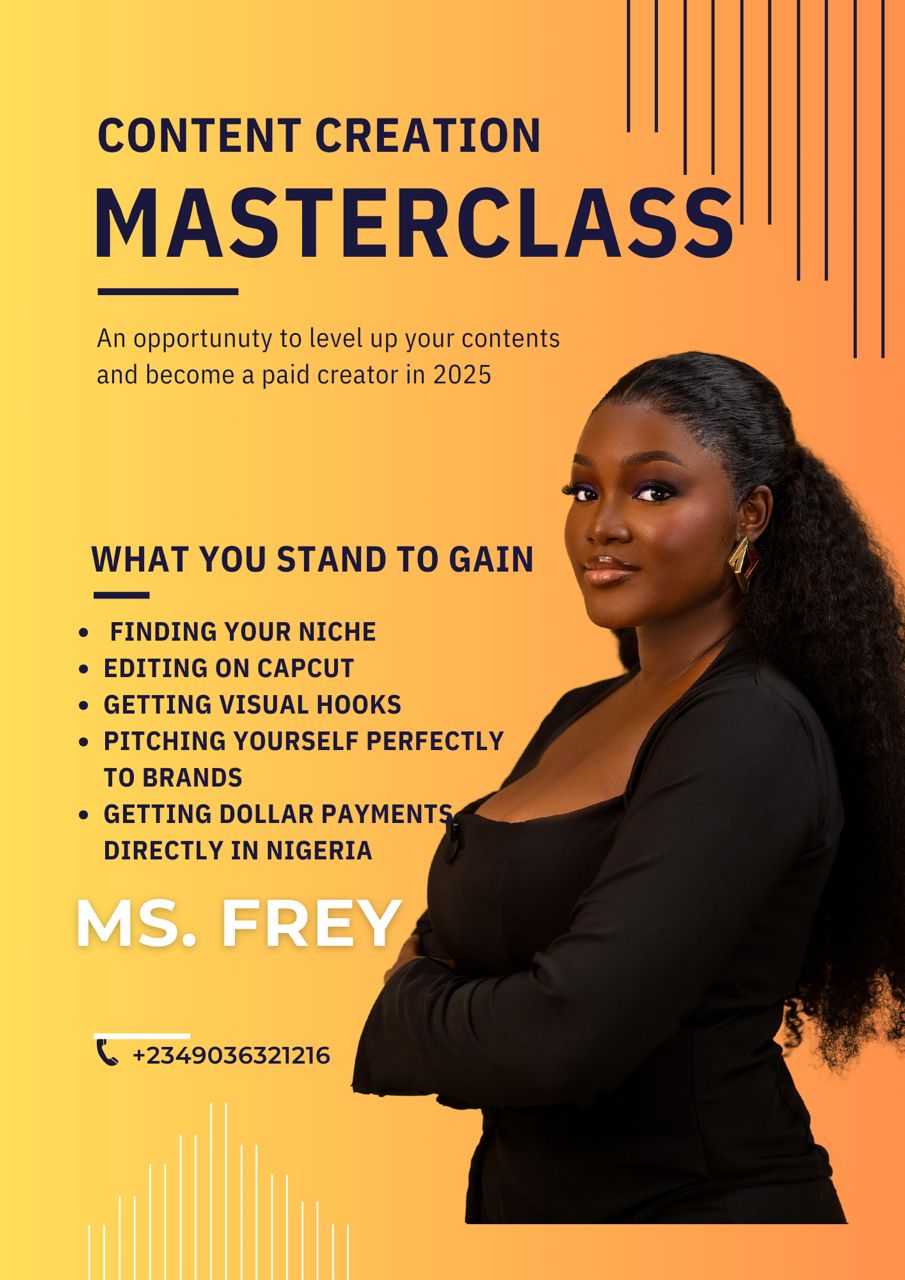 CONTENT CREATION
MASTERCLASS
An opportunuty to level up your contents
and become a paid creator in 2025
WHAT YOU STAND TO GAIN
• FINDING YOUR NICHE
• EDITING ON CAPCUT
• GETTING VISUAL HOOKS
• PITCHING YOURSELF PERFECTLY
TO BRANDS
• GETTING DOLLAR PAYMENTS
DIRECTLY IN NIGERIA
MS. FREY
+2349036321216